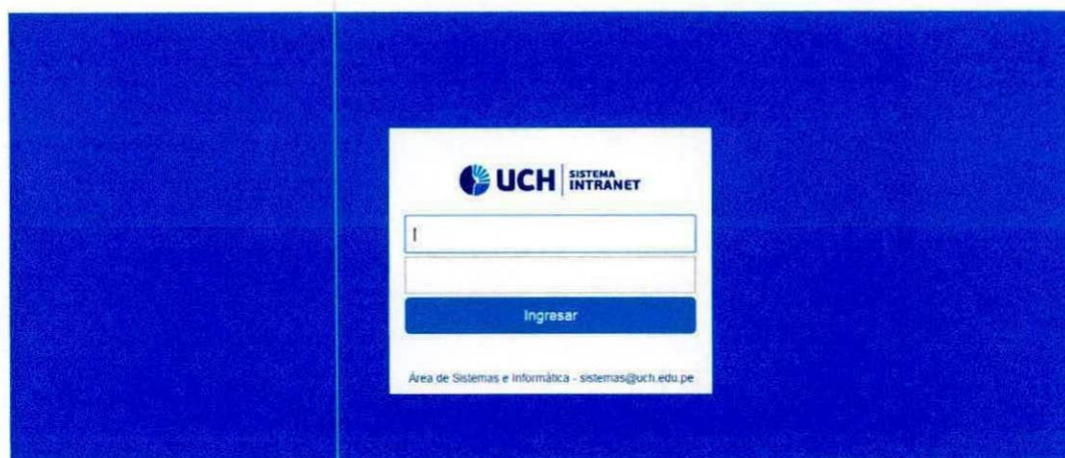 UCH SISTEMA
INTRANET
Ingresar
Área de Sistemas e Informática - sistemas@uch.edu.pe